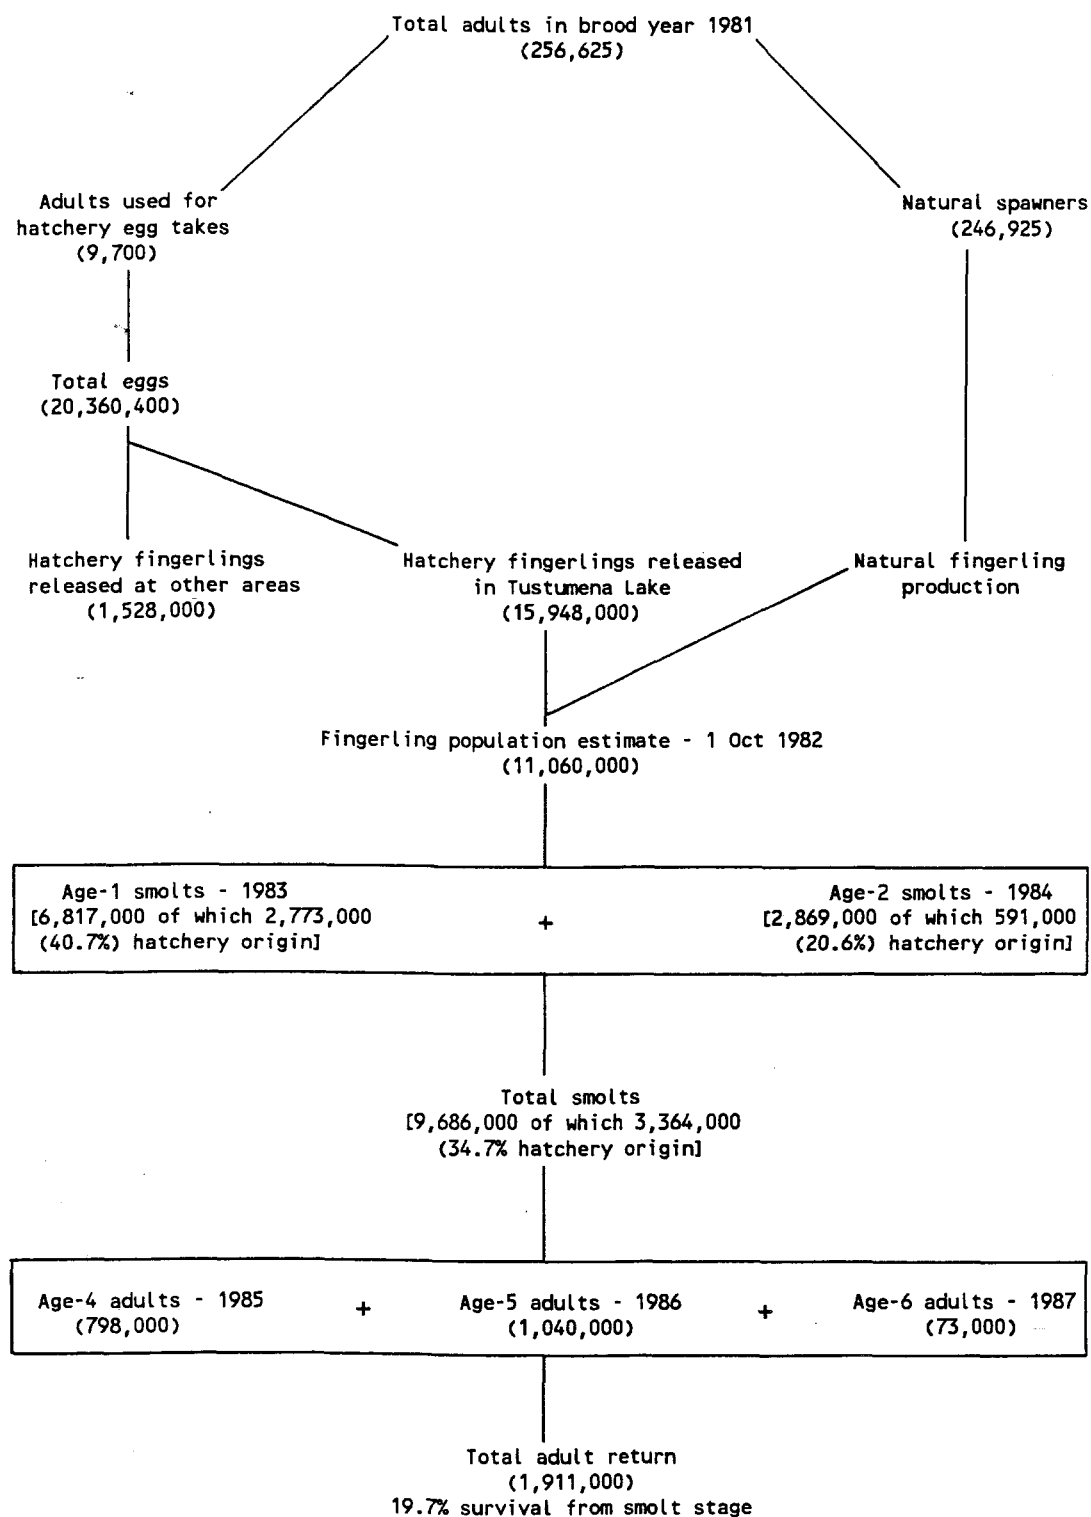 Total adults in brood year 1981
(256,625)
Adults used for
hatchery egg takes
(9,700)
Natural spawners
(246,925)
Total eggs
(20,360,400)
Hatchery fingerlings
released at other areas
(1,528,000)
Hatchery fingerlings released
in Tustumena Lake
(15,948,000)
Natural fingerling
production
Fingerling population estimate - 1 Oct 1982
(11,060,000)
Age-1 smolts - 1983
[6,817,000 of which 2,773,000
(40.7%) hatchery origin]
+
Age-2 smolts - 1984
[2,869,000 of which 591,000
(20.6%) hatchery origin]
Total smolts
[9,686,000 of which 3,364,000
(34.7% hatchery origin]
Age-4 adults - 1985
(798,000)
+
Age-5 adults - 1986
(1,040,000)
+
Age-6 adults - 1987
(73,000)
Total adult return
(1,911,000)
19.7% survival from smolt stage